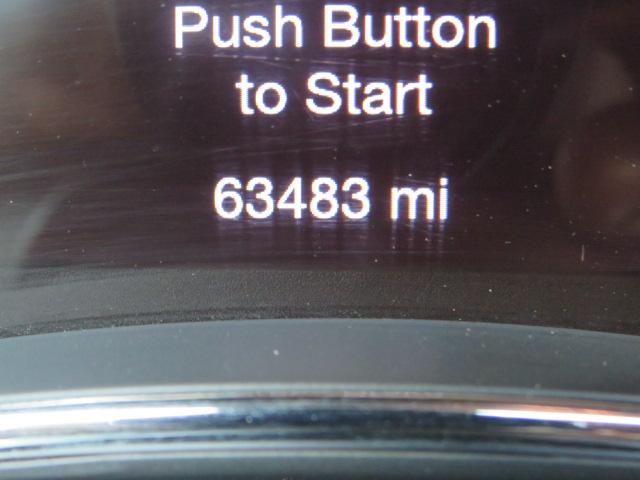 Push Button
to Start
63483 mi